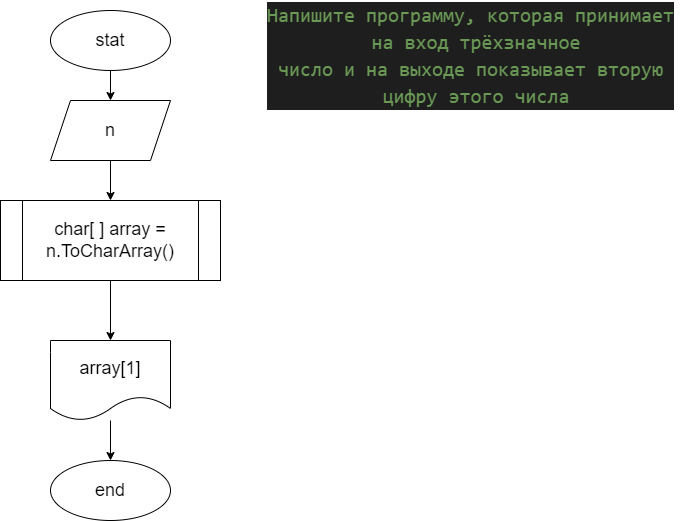 stat
n
char[ ] array =
n.ToCharArray()
array[1]
end
Напишите программу, которая принимает
на вход трёхзначное
число и на выходе показывает вторую
цифру этого числа